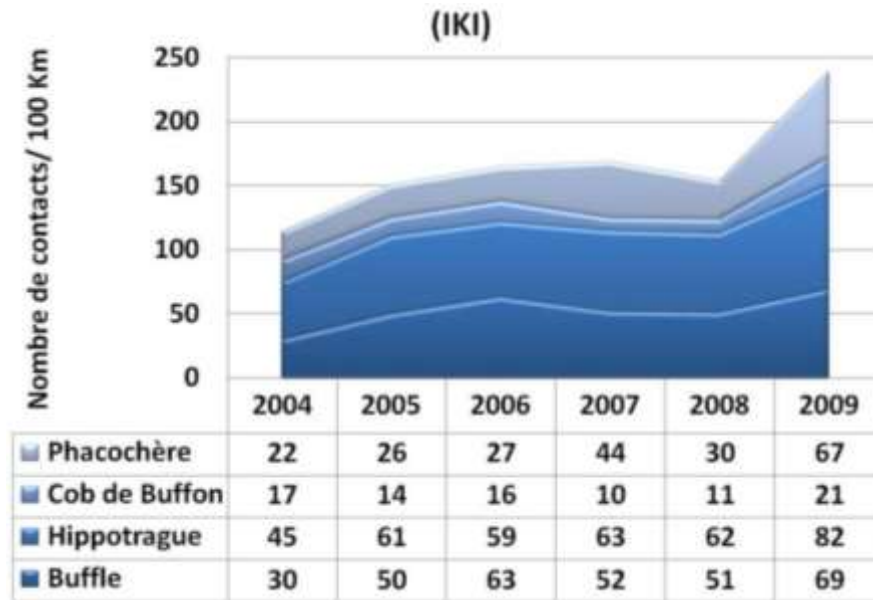 (IKI)
Nombre de contacts/ 100 Km
250
200
150
100
50
0
2004 2005 2006 2007 2008 2009
Phacochère 22 26 27 44 30 67
Cob de Buffon 17 14 16 10 11 21
Hippotrague 45 61 59 63 62 82
Buffle 30 50 63 52 51 69